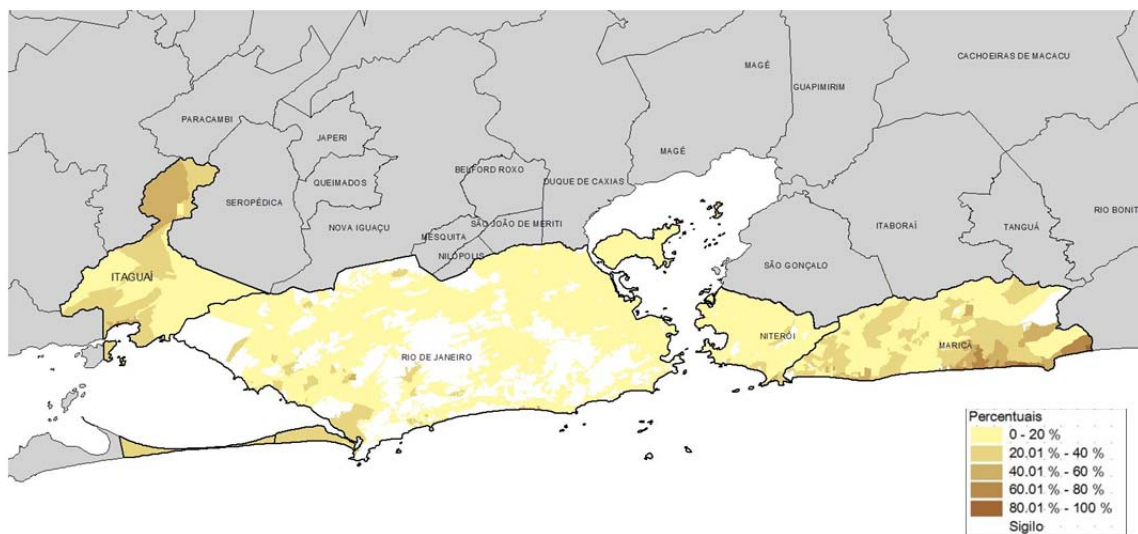 CACHOEIRAS DE MACACU
MAGÉ
GUAPIMIRIM
PARACAMBI
JAPERI
MAGÉ
BELFORD ROXO
QUEIMADOS
DUQUE DE CAXIAS
SEROPÉDICA
RIO BONIT
SÃO JOÃO DE MERITI
NOVA IGUAÇU
ITABORAÍ
TANGUÁ
MESQUITA
NILÓPOLIS
SÃO GONÇALO
ITAGUAÍ
NITERÓI
MARICÁ
RIO DE JANEIRO
Percentuais
0 - 20 %
20.01 % - 40 %
40.01 % - 60 %
60.01 % - 80 %
80.01 % - 100 %
Sigilo